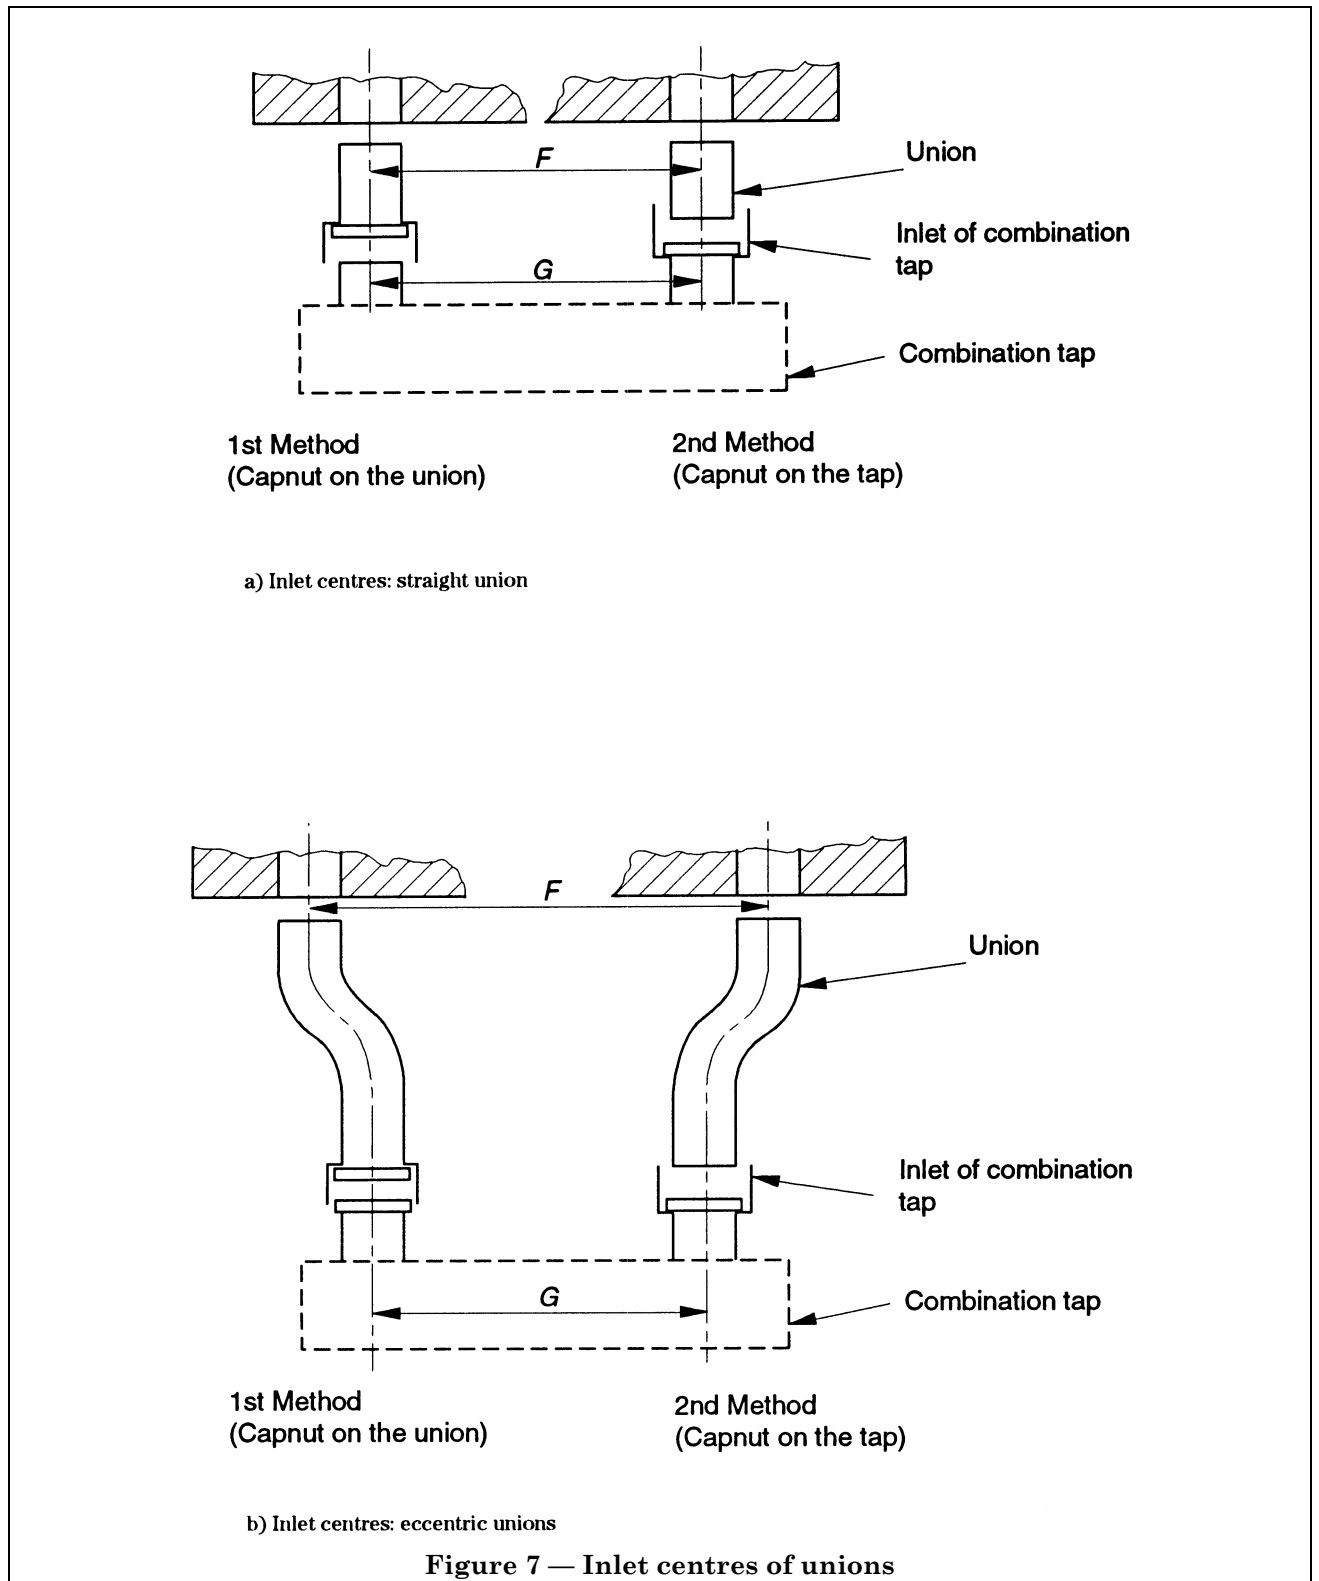 F
Union
Inlet of combination
tap
G
Combination tap
1st Method
(Capnut on the union)
2nd Method
(Capnut on the tap)
a) Inlet centres: straight union
F
Union
Inlet of combination
tap
G
Combination tap
1st Method
(Capnut on the union)
2nd Method
(Capnut on the tap)
b) Inlet centres: eccentric unions
Figure 7 — Inlet centres of unions